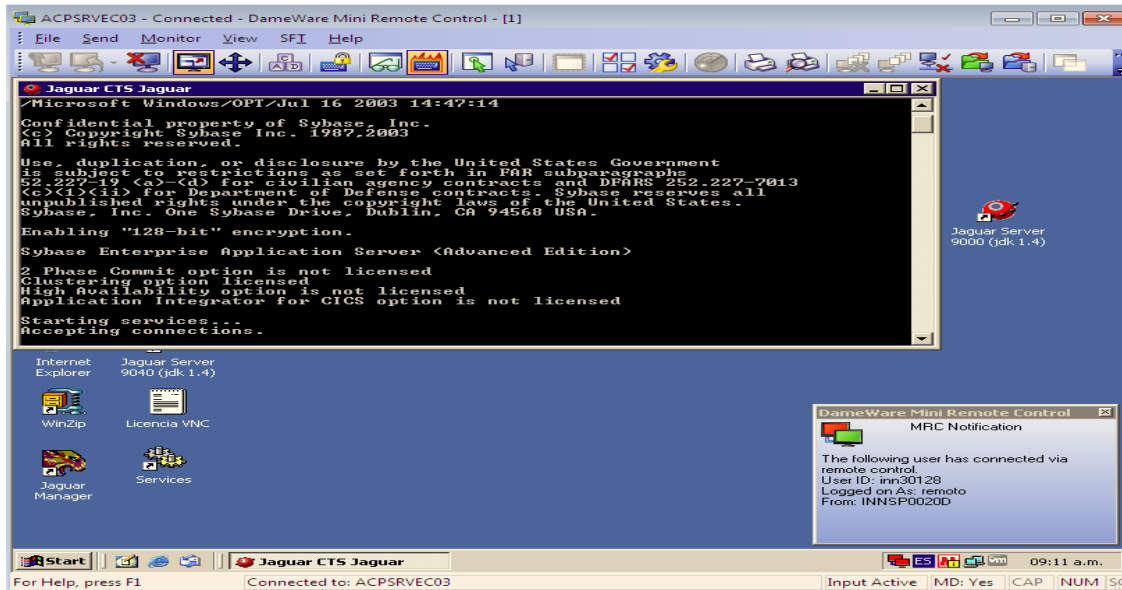 ACPSRVEC03 - Connected - DameWare Mini Remote Control - [1]
File Send Monitor View SFT Help
Jaguar CTS Jaguar
/Microsoft Windows/OPT/Jul 16 2003 14:47:14
Confidential property of Sybase, Inc.
(c) Copyright Sybase Inc. 1987,2003
All rights reserved.
Use, duplication, or disclosure by the United States Government
is subject to restrictions as set forth in FAR subparagraphs
52.227-19 (a)-(d) for civilian agency contracts and DFARS 252.227-7013
(c)(1)(ii) for Department of Defense contracts. Sybase reserves all
unpublished rights under the copyright laws of the United States.
Sybase, Inc. One Sybase Drive, Dublin, CA 94568 USA.
Enabling "128-bit" encryption.
Sybase Enterprise Application Server (Advanced Edition)
2 Phase Commit option is not licensed
Clustering option licensed
High Availability option is not licensed
Application Integrator for CICS option is not licensed
Starting services...
Accepting connections.
Jaguar Server
9000 (jdk 1.4)
Internet
Explorer
Jaguar Server
9040 (jdk 1.4)
WinZip
Licencia VNC
Jaguar
Manager
Services
DameWare Mini Remote Control
MRC Notification
The following user has connected via
remote control.
User ID: inn30128
Logged on As: remoto
From: INNSP0020D
Start
Jaguar CTS Jaguar
ES
09:11 a.m.
For Help, press F1
Connected to: ACPSRVEC03
Input Active
MD: Yes
CAP
NUM